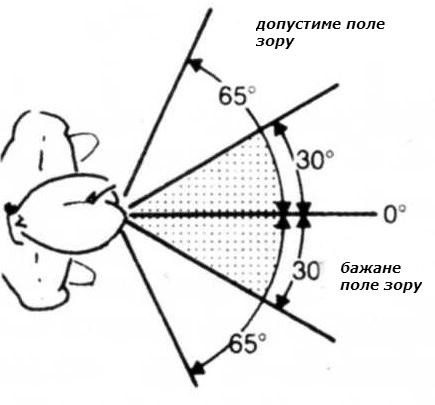 допустиме поле
зору
65°
30°
0°
30
бажане
поле зору
65°